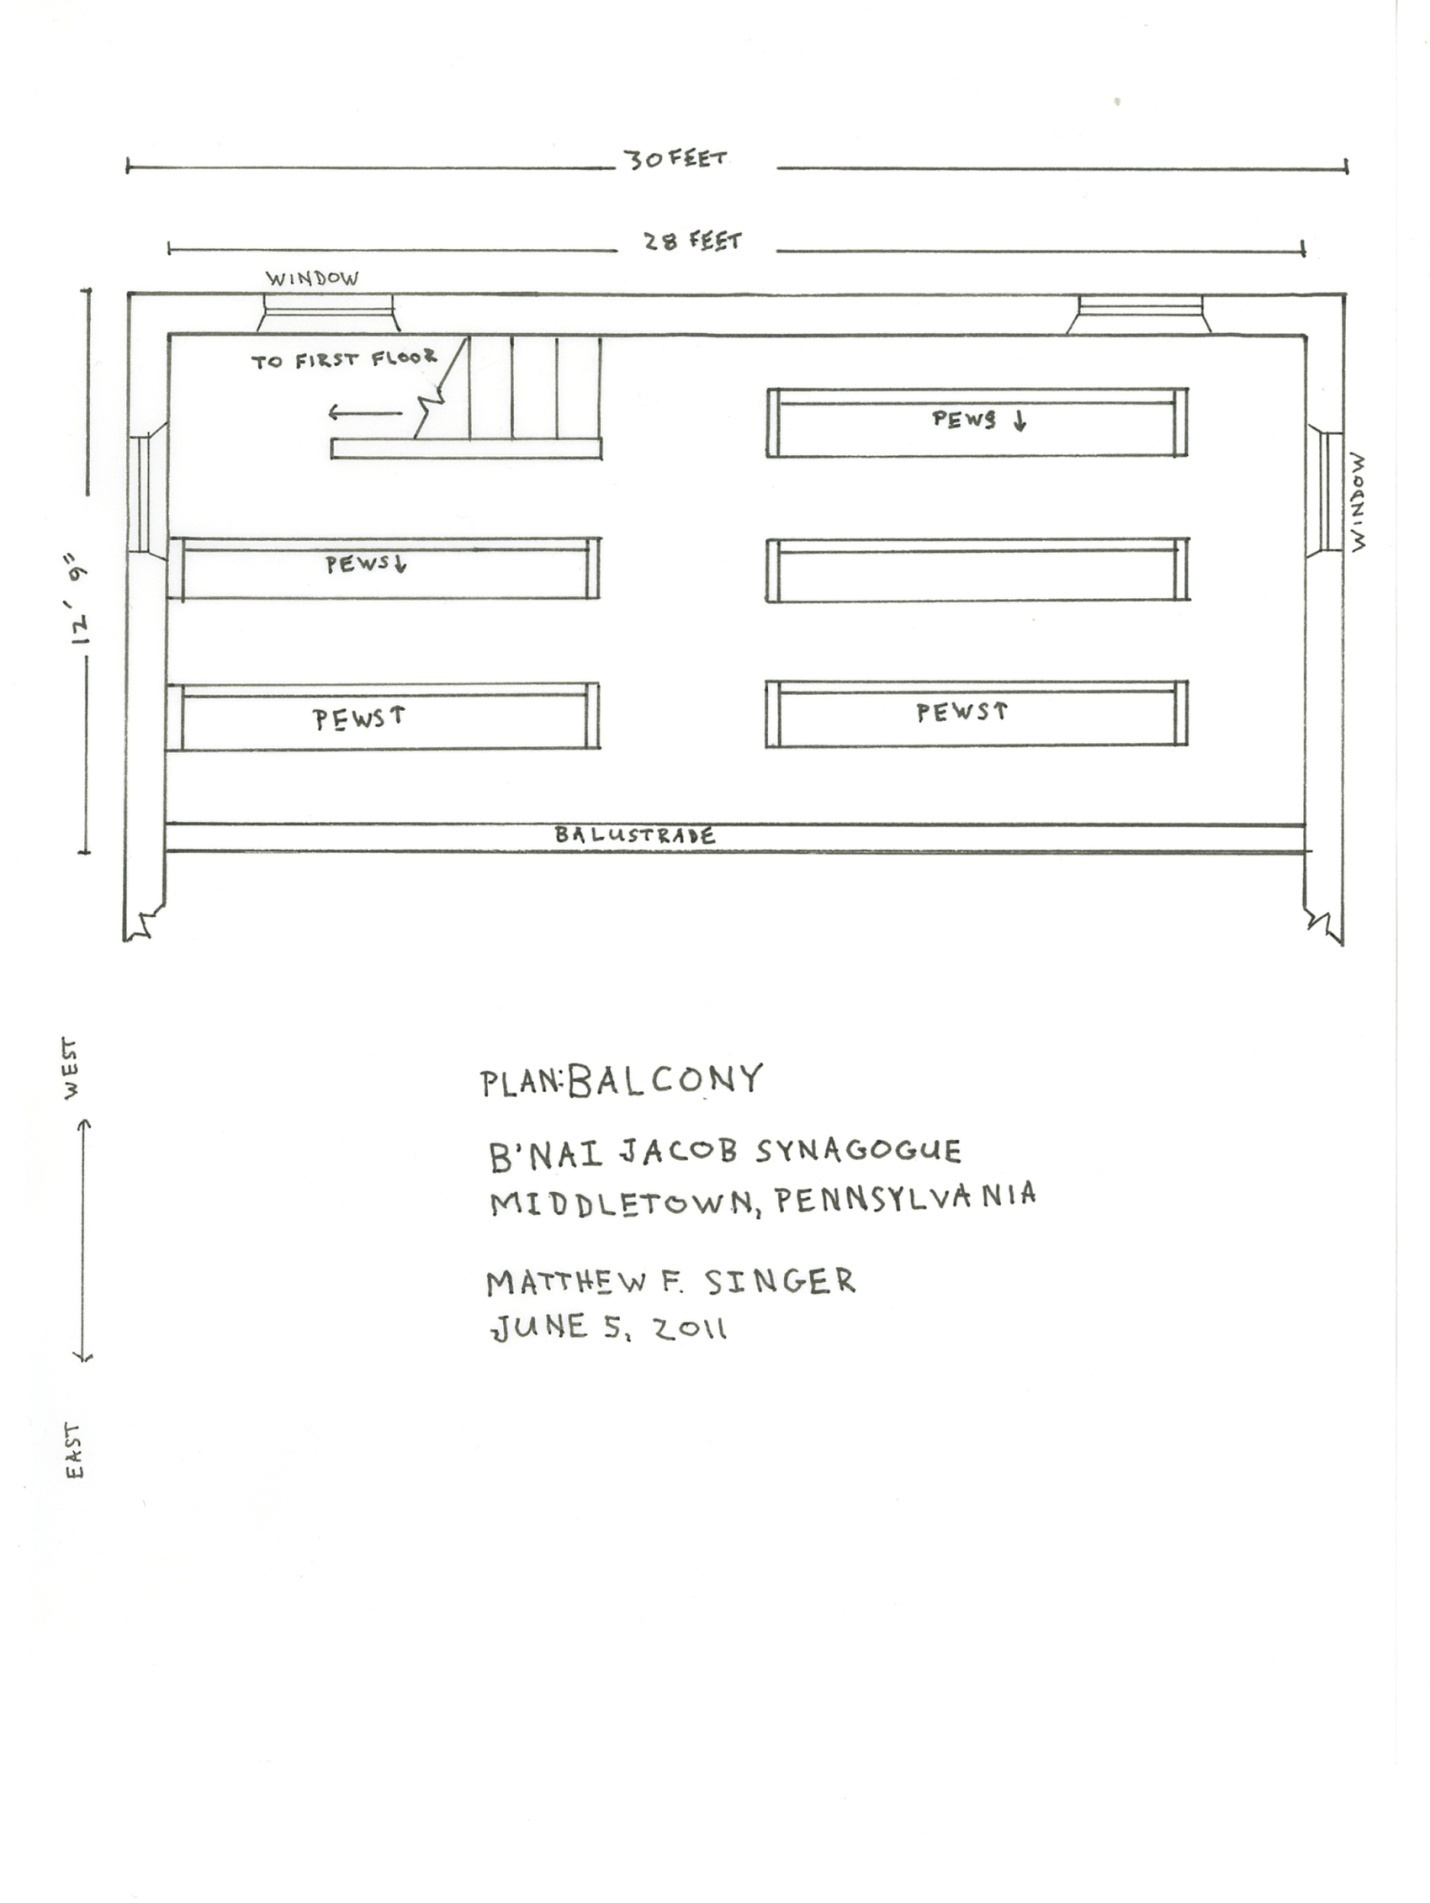 30 FEET
28 FEET
WINDOW
TO FIRST FLOOR
←
PEWS ↓
WINDOW
12' 9"
PEWS↓
PEWS↑
PEWS↑
BALUSTRADE
WEST
EAST
PLAN: BALCONY
B'NAI JACOB SYNAGOGUE
MIDDLETOWN, PENNSYLVANIA
MATTHEW F. SINGER
JUNE 5, 2011